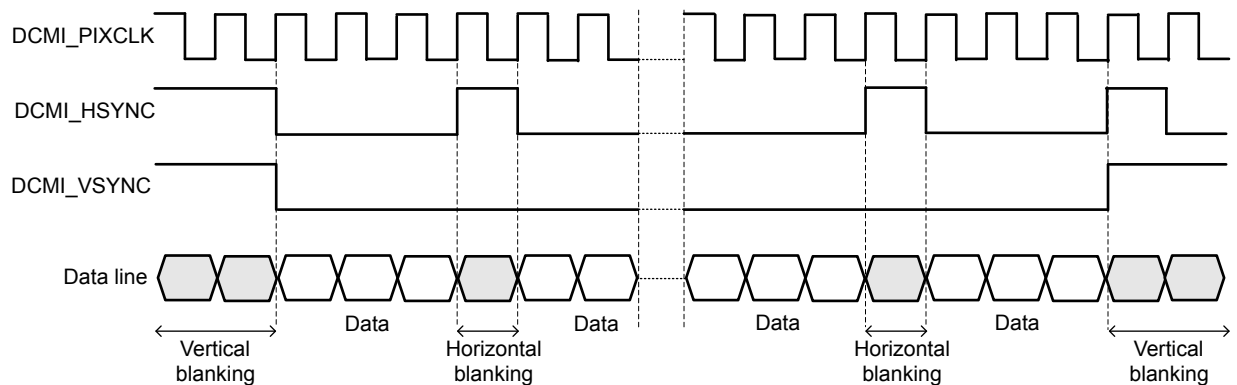 DCMI_PIXCLK
DCMI_HSYNC
DCMI_VSYNC
Data line
Data
Data
Data
Data
Vertical
blanking
Horizontal
blanking
Horizontal
blanking
Vertical
blanking